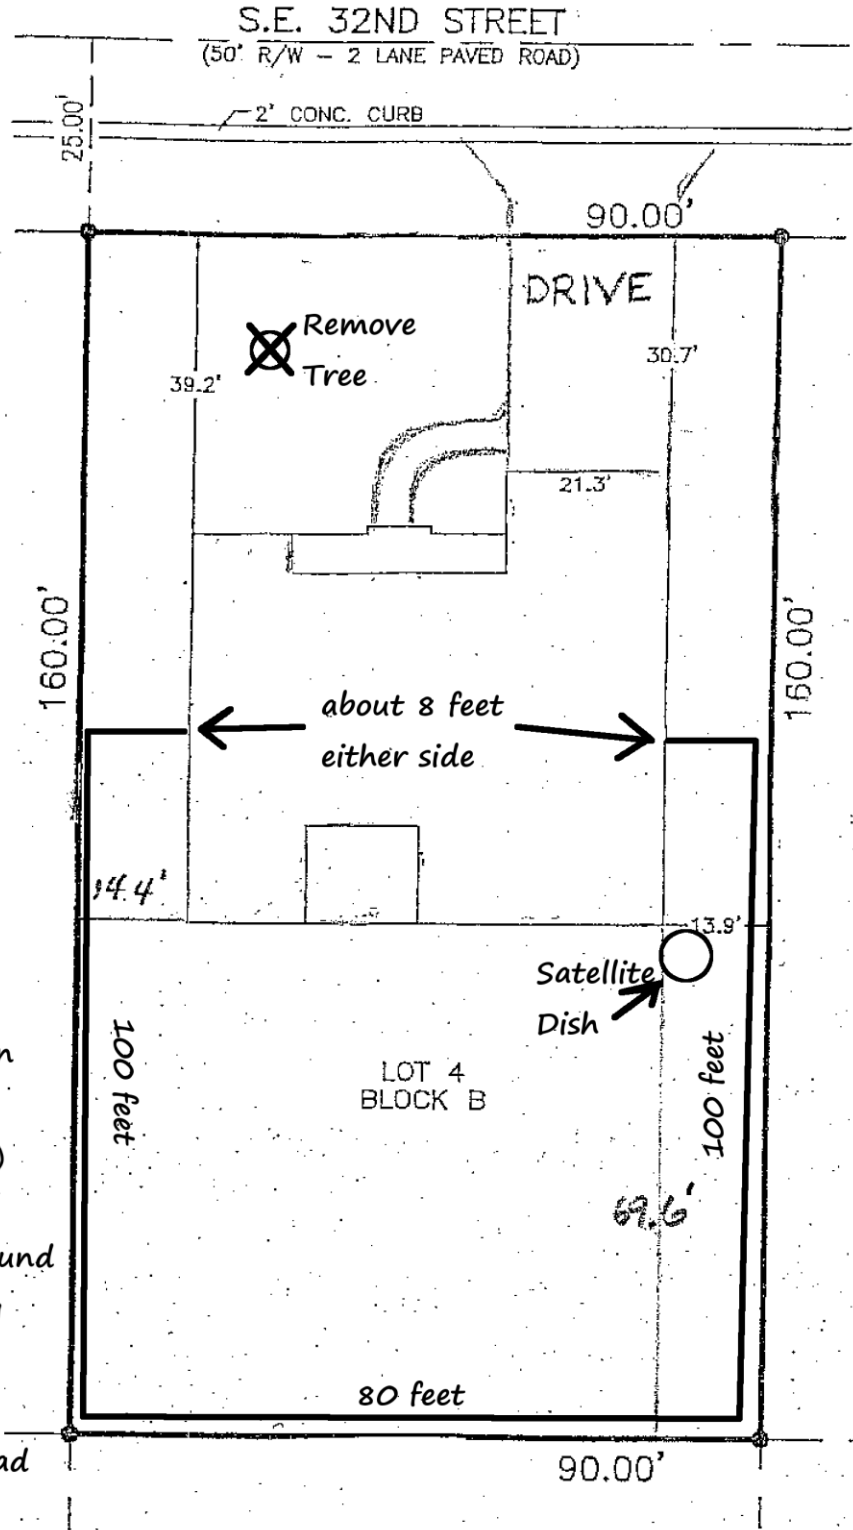 S.E. 32ND STREET
(50' R/W - 2 LANE PAVED ROAD)
25.00'
2' CONC. CURB
90.00'
DRIVE
Remove
Tree
39.2'
30.7'
21.3'
160.00'
160.00'
about 8 feet
either side
14.4'
13.9'
Satellite
Dish
100 feet
100 feet
LOT 4
BLOCK B
69.6'
80 feet
90.00'